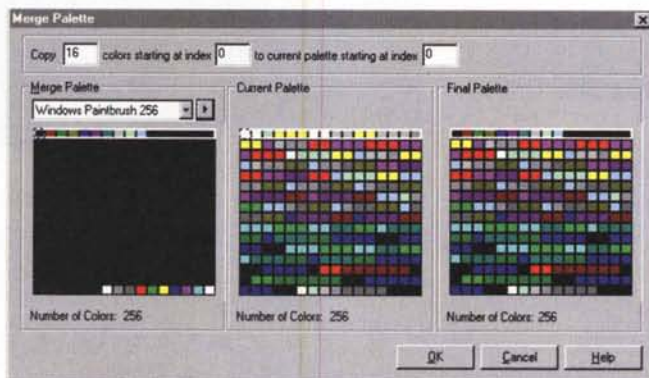 Merge Palette
Copy 16 colors starting at index 0 to current palette starting at index 0
Merge Palette
Windows Paintbrush 256
Number of Colors: 256
Current Palette
Number of Colors: 256
Final Palette
Number of Colors: 256
OK Cancel Help